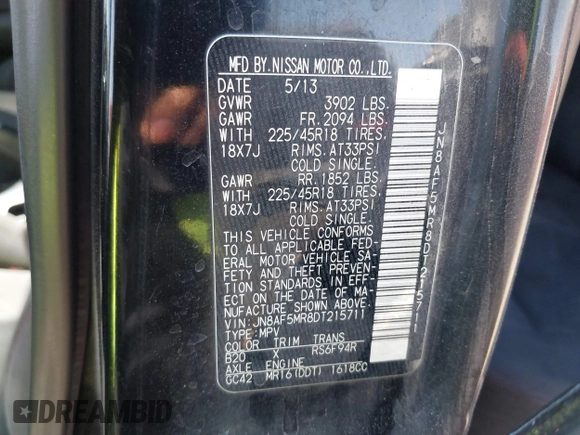 MFD BY.NISSAN MOTOR CO.,LTD.
DATE 5/13
GVWR 3902 LBS.
GAWR FR. 2094 LBS.
WITH 225/45R18 TIRES.
18X7J RIMS. AT33PSI
COLD SINGLE.
GAWR RR. 1852 LBS.
WITH 225/45R18 TIRES.
18X7J RIMS. AT33PSI
COLD SINGLE.
THIS VEHICLE CONFORMS
TO ALL APPLICABLE FED-
ERAL MOTOR VEHICLE SA-
FETY AND THEFT PREVEN-
TION STANDARDS IN EFF-
ECT ON THE DATE OF MA-
NUFACTURE SHOWN ABOVE.
VIN: JN8AF5MR8DT215711
TYPE: MPV
COLOR TRIM TRANS
B20 X RS6F94R
AXLE ENGINE
GC42 MR16(DDT) 1618CC
JN8AF5MR8DT215711
DREAMBID